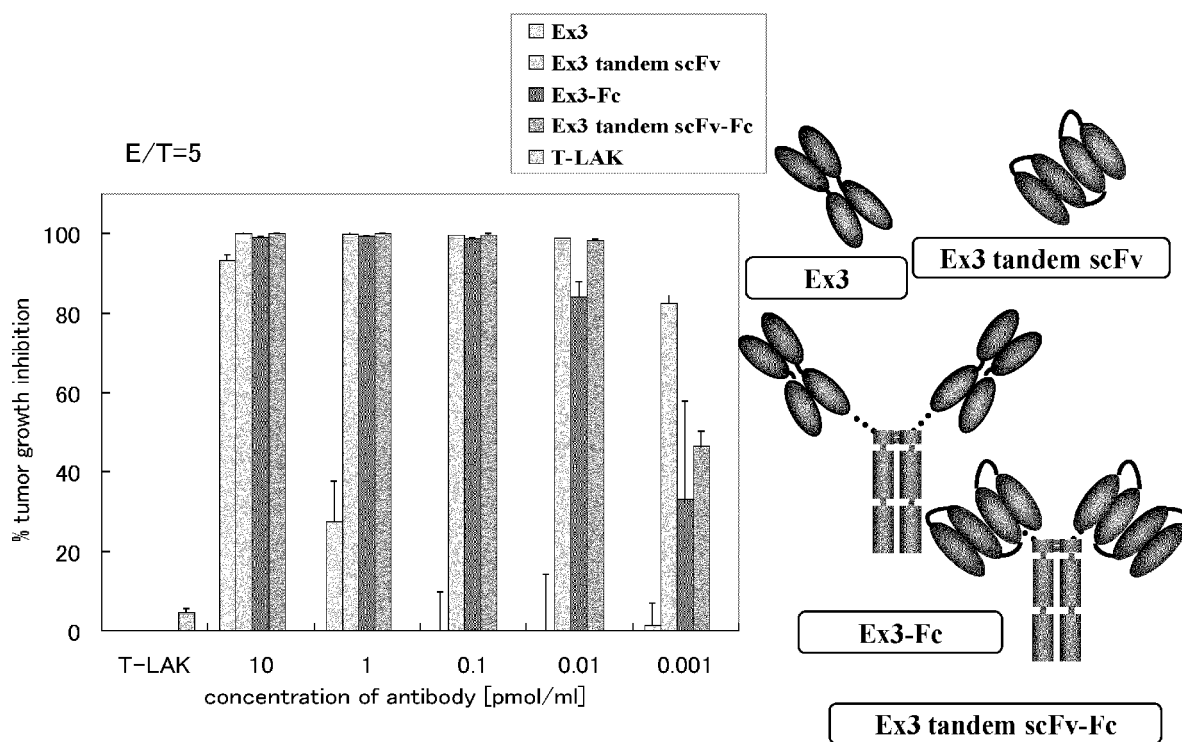 Ex3
Ex3 tandem scFv
Ex3-Fc
Ex3 tandem scFv-Fc
T-LAK
E/T=5
% tumor growth inhibition
100
80
60
40
20
0
T-LAK 10 1 0.1 0.01 0.001
concentration of antibody [pmol/ml]
Ex3
Ex3 tandem scFv
Ex3-Fc
Ex3 tandem scFv-Fc